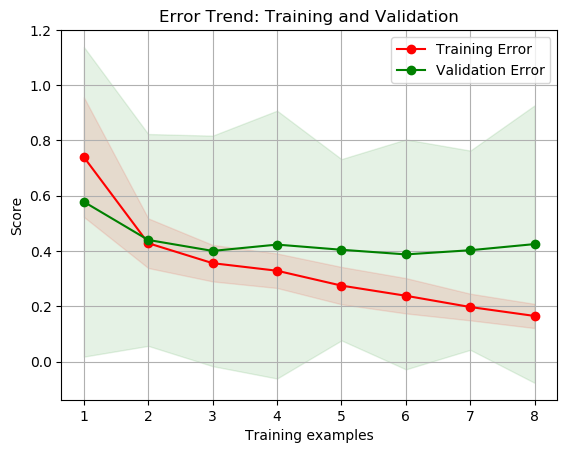 Error Trend: Training and Validation
Training Error
Validation Error
Score
1.2
1.0
0.8
0.6
0.4
0.2
0.0
1 2 3 4 5 6 7 8
Training examples